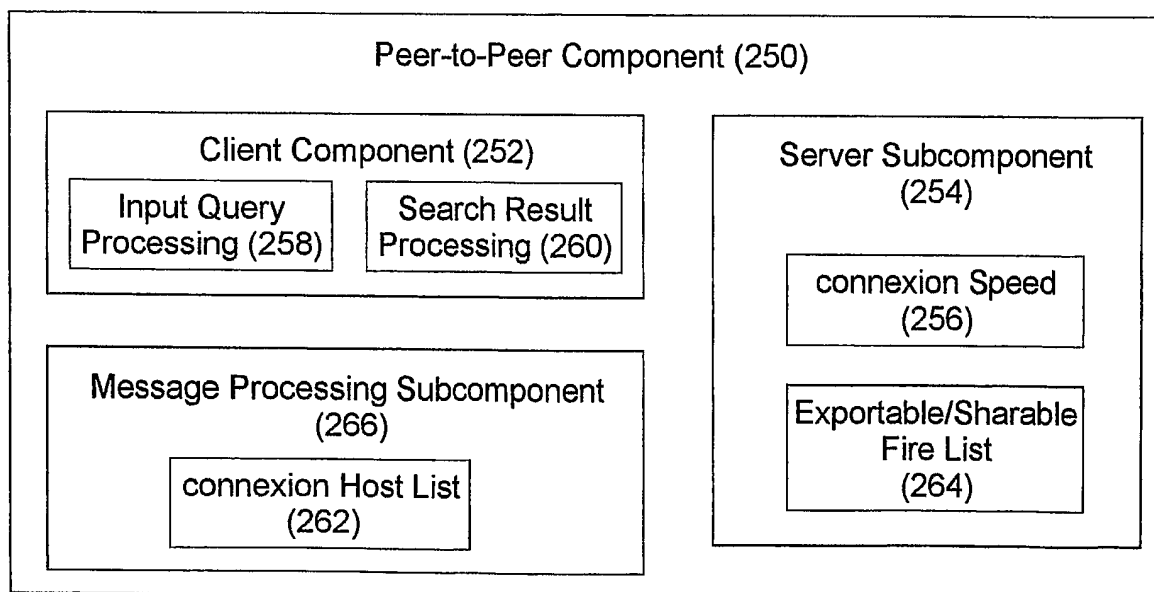 Peer-to-Peer Component (250)
Client Component (252)
Input Query
Processing (258)
Search Result
Processing (260)
Server Subcomponent
(254)
connexion Speed
(256)
Exportable/Sharable
Fire List
(264)
Message Processing Subcomponent
(266)
connexion Host List
(262)